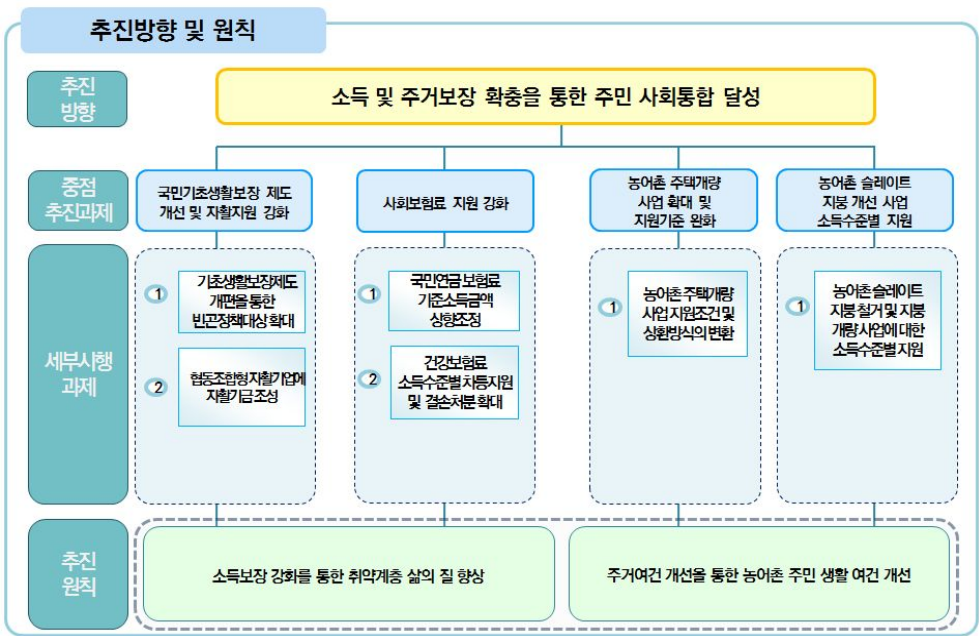 추진방향 및 원칙
추진
방향
소득 및 주거보장 확충을 통한 주민 사회통합 달성
중점
추진과제
국민기초생활보장 제도
개선 및 자활지원 강화
사회보험료 지원 강화
농어촌 주택개량
사업 확대 및
지원기준 완화
농어촌 슬레이트
지붕 개선 사업
소득수준별 지원
세부시행
과제
1
기초생활보장제도
개편을 통한
빈곤정책대상 확대
2
협동조합형 자활기업에
자활기금 조성
1
국민연금 보험료
기준소득금액
상향조정
2
건강보험료
소득수준별 차등지원
및 결손처분 확대
1
농어촌 주택개량
사업 지원조건 및
상환방식의 변환
1
농어촌 슬레이트
지붕 철거 및 지붕
개량 사업에 대한
소득수준별 지원
추진
원칙
소득보장 강화를 통한 취약계층 삶의 질 향상
주거여건 개선을 통한 농어촌 주민 생활 여건 개선